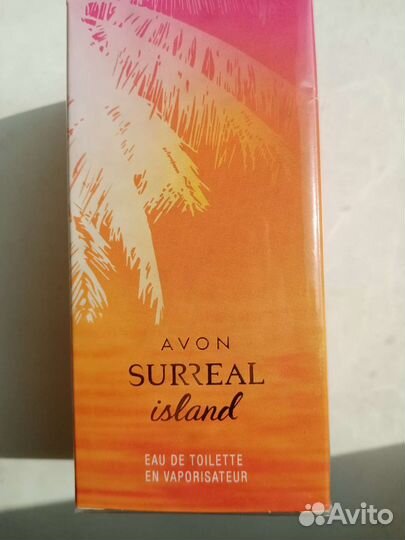 AVON
SURREAL
island
EAU DE TOILETTE
EN VAPORISATEUR
Avito